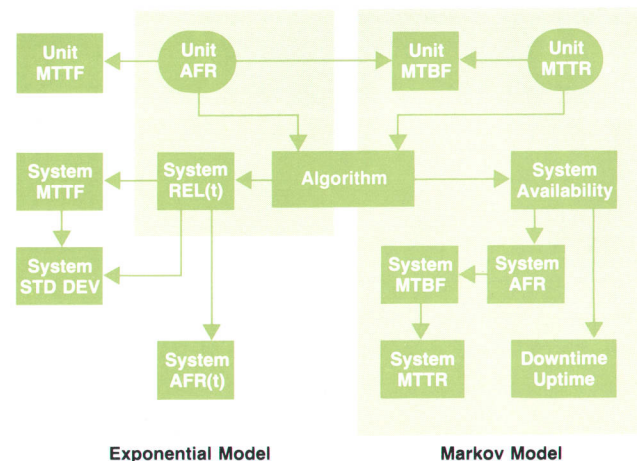 Unit
MTTF
Unit
AFR
Unit
MTBF
Unit
MTTR
System
MTTF
System
REL(t)
Algorithm
System
Availability
System
STD DEV
System
MTBF
System
AFR
System
AFR(t)
System
MTTR
Downtime
Uptime
Exponential Model
Markov Model